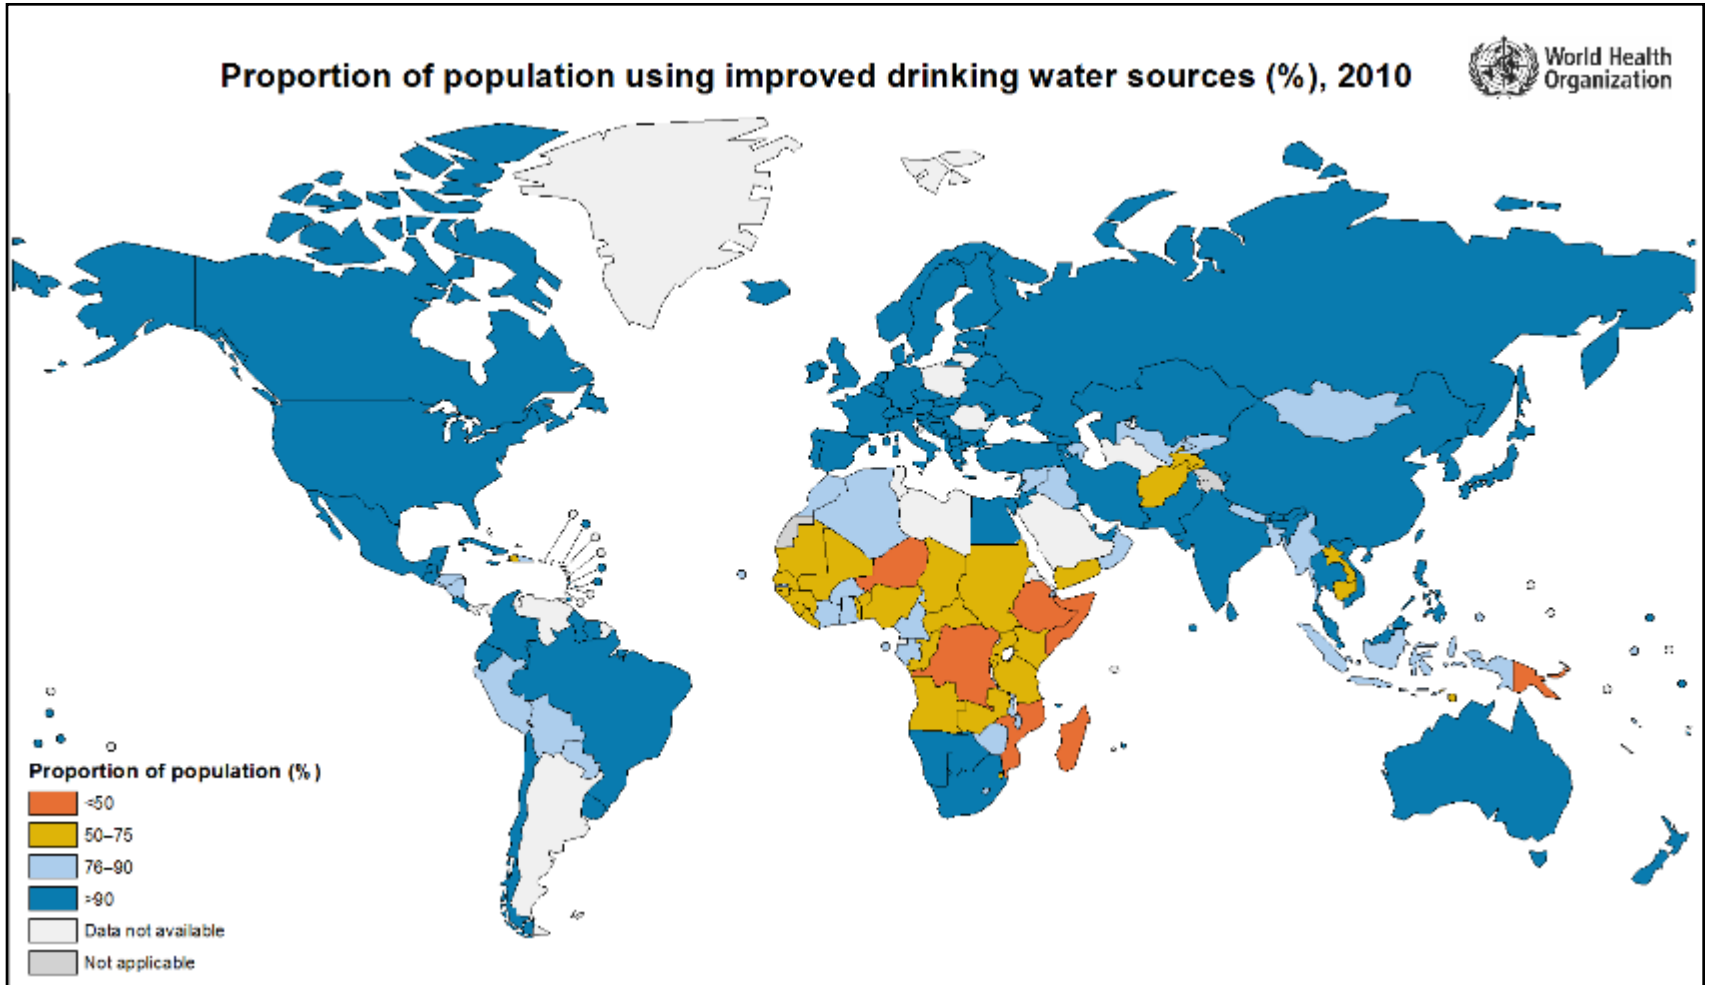 Proportion of population using improved drinking water sources (%), 2010
World Health
Organization
Proportion of population (%)
<50
50–75
76–90
>90
Data not available
Not applicable